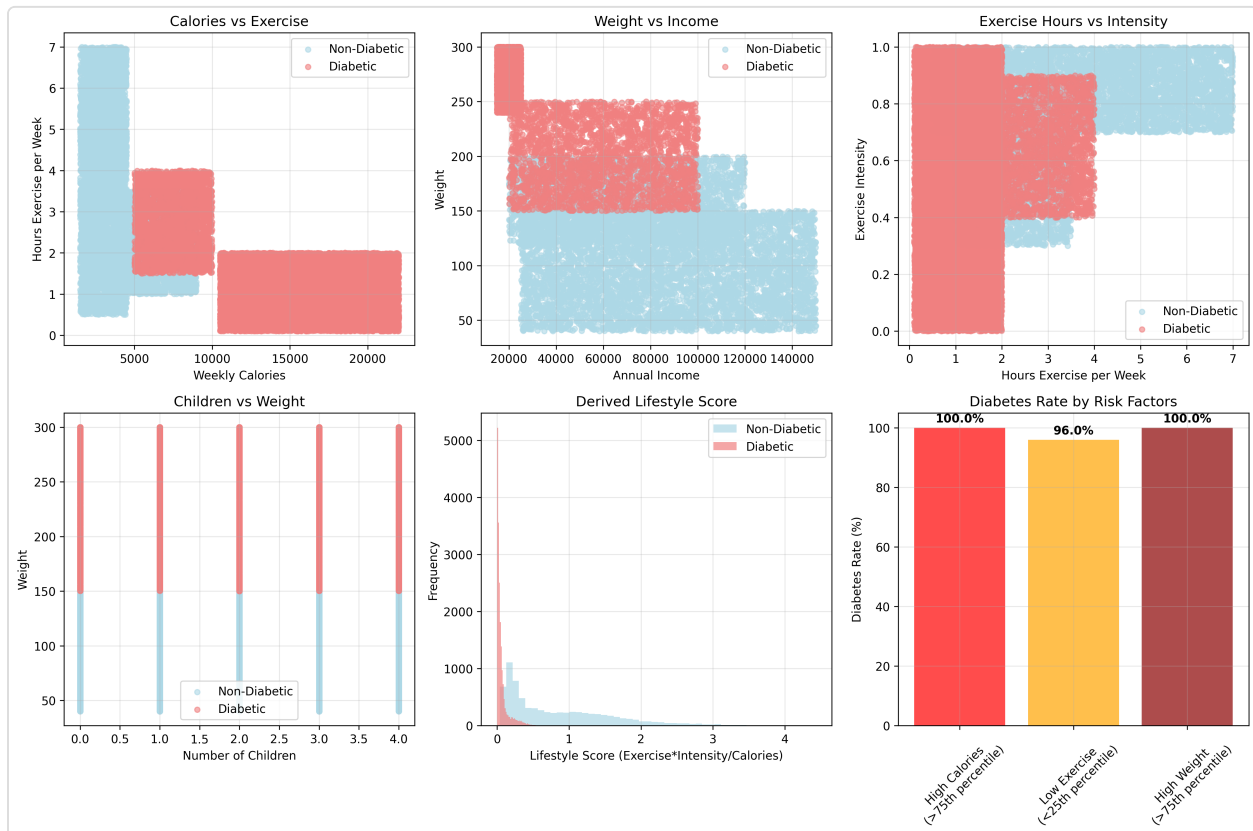 Calories vs Exercise
7
6
5
4
3
2
1
0
Hours Exercise per Week
Non-Diabetic
Diabetic
5000 10000 15000 20000
Weekly Calories
Weight vs Income
300
250
200
150
100
50
Weight
Non-Diabetic
Diabetic
20000 40000 60000 80000 100000 120000 140000
Annual Income
Exercise Hours vs Intensity
1.0
0.8
0.6
0.4
0.2
0.0
Exercise Intensity
Non-Diabetic
Diabetic
0 1 2 3 4 5 6 7
Hours Exercise per Week
Children vs Weight
300
250
200
150
100
50
Weight
Non-Diabetic
Diabetic
0.0 0.5 1.0 1.5 2.0 2.5 3.0 3.5 4.0
Number of Children
Derived Lifestyle Score
5000
4000
3000
2000
1000
0
Frequency
Non-Diabetic
Diabetic
0 1 2 3 4
Lifestyle Score (Exercise*Intensity/Calories)
Diabetes Rate by Risk Factors
100
80
60
40
20
0
Diabetes Rate (%)
100.0%
96.0%
100.0%
High Calories
(>75th percentile)
Low Exercise
(<25th percentile)
High Weight
(>75th percentile)